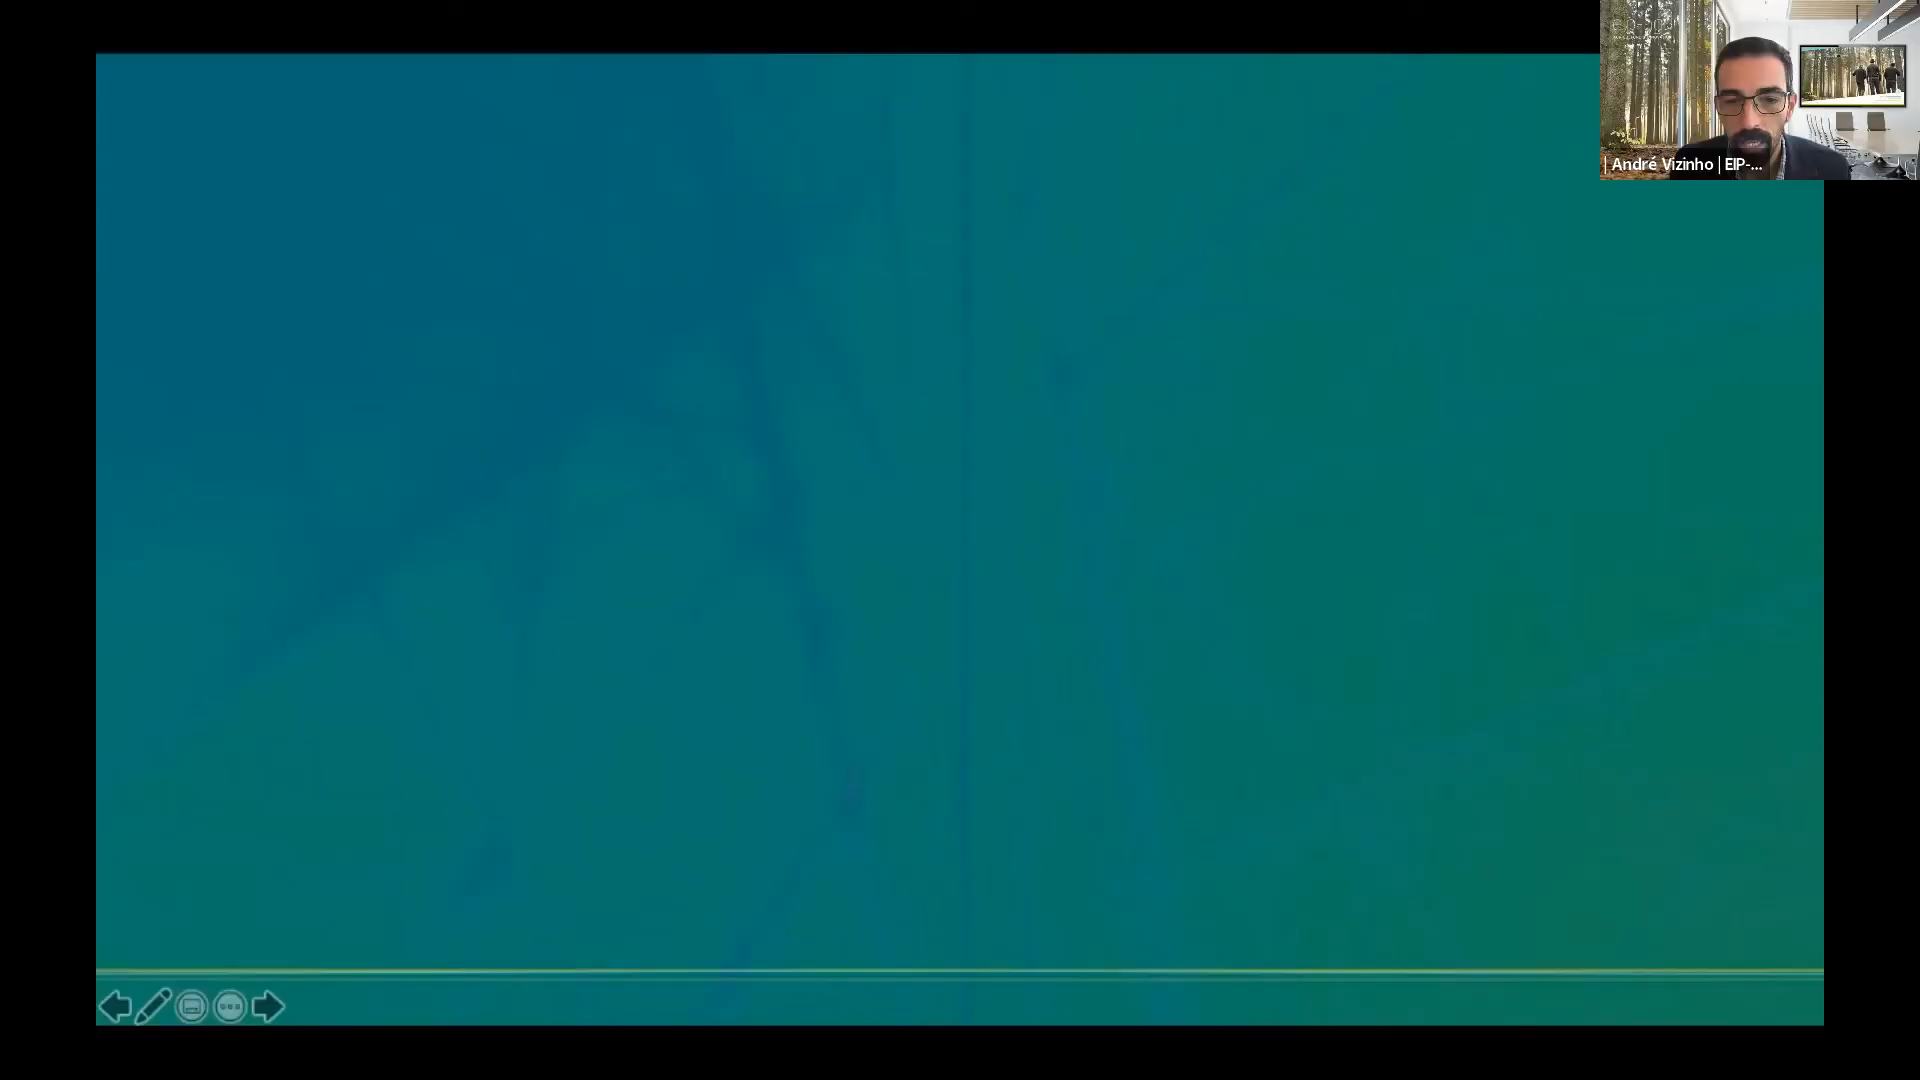 | André Vizinho | EIP-...